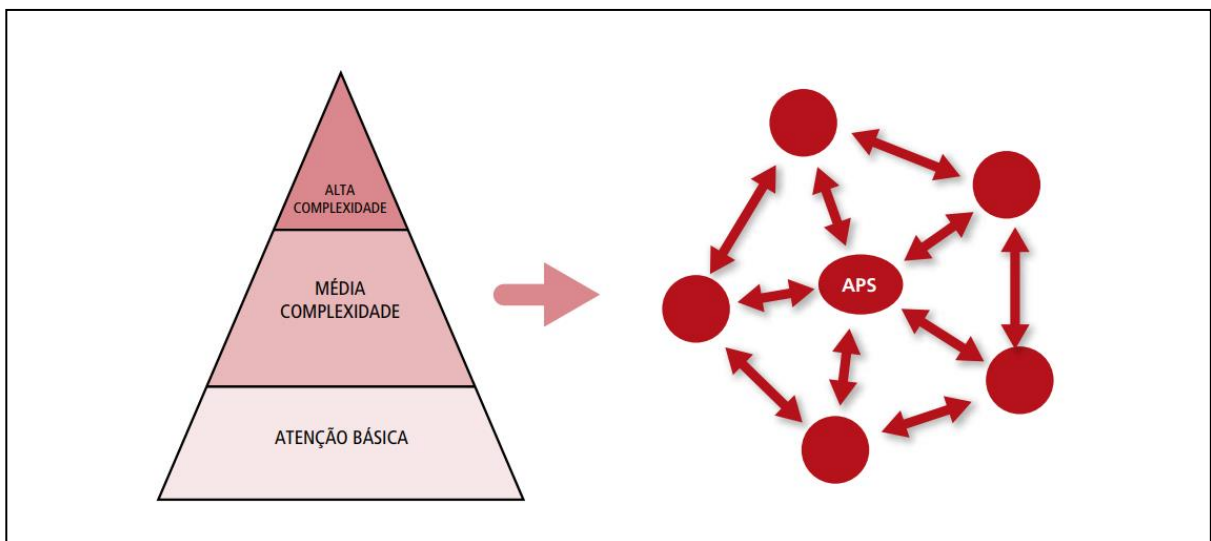 ALTA
COMPLEXIDADE
MÉDIA
COMPLEXIDADE
ATENÇÃO BÁSICA
APS